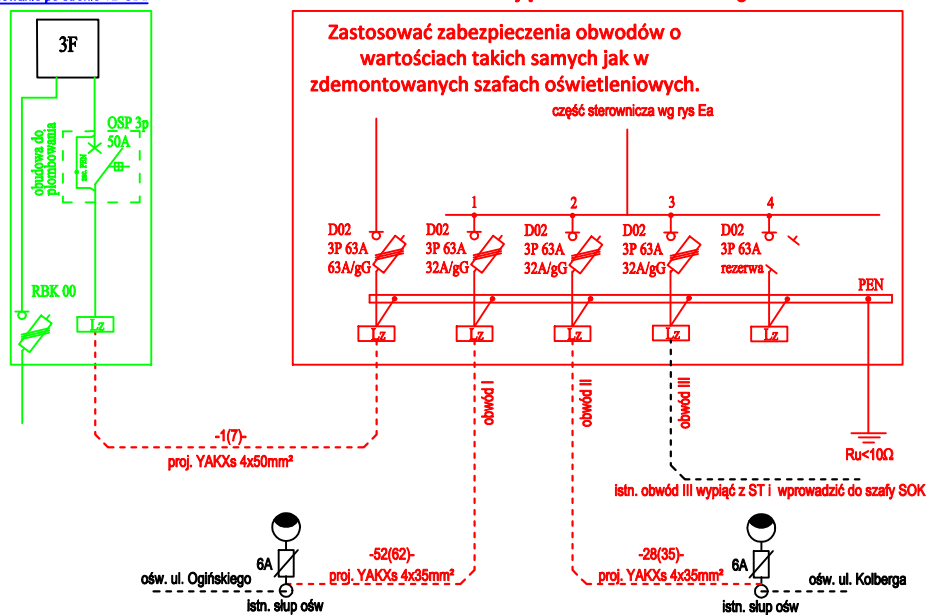 3F
OSP 3p
50A
obudowa do
plombowania
RBK 00
Lz
Zastosować zabezpieczenia obwodów o
wartościach takich samych jak w
zdemontowanych szafach oświetleniowych.
część sterownicza wg rys Ea
1
2
3
4
D02
3P 63A
63A/gG
D02
3P 63A
32A/gG
D02
3P 63A
32A/gG
D02
3P 63A
32A/gG
D02
3P 63A
rezerwa
PEN
Lz
Lz
Lz
Lz
Lz
obwód I
obwód II
obwód III
Ru<10Ω
-1(7)-
proj. YAKXs 4x50mm²
istn. obwód III wypiąć z ST i wprowadzić do szafy SOK
6A
-52(62)-
proj. YAKXs 4x35mm²
ośw. ul. Ogińskiego
istn. słup ośw
-28(35)-
proj. YAKXs 4x35mm²
6A
ośw. ul. Kolberga
istn. słup ośw